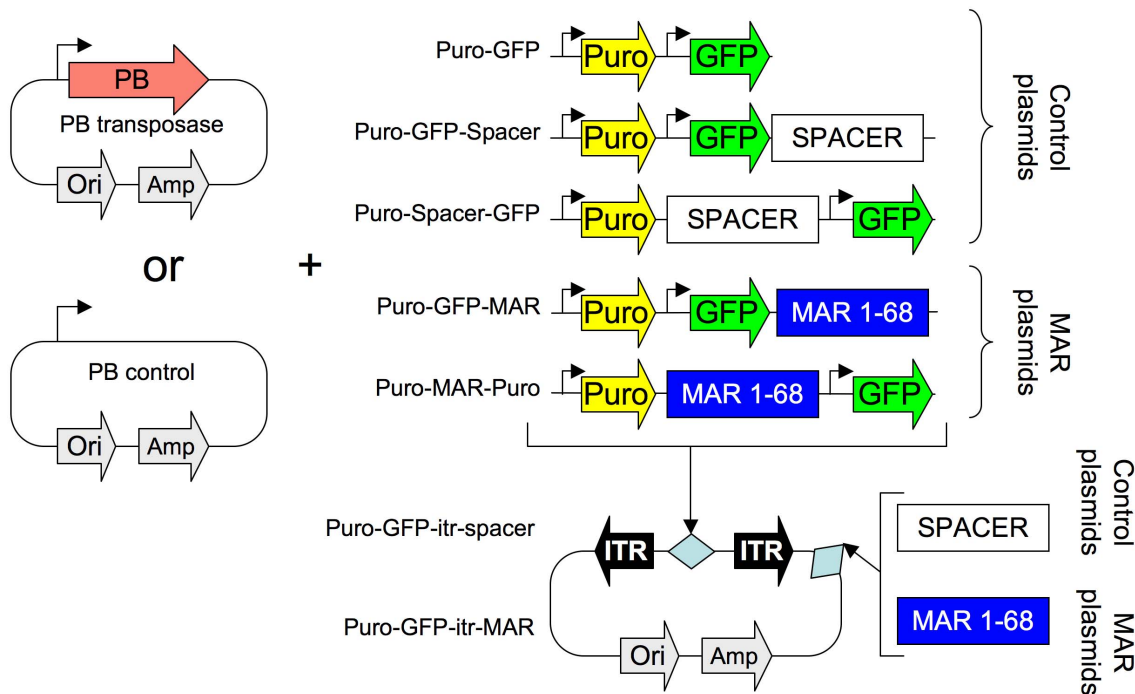 PB
PB transposase
Ori
Amp
or
+
PB control
Ori
Amp
Puro-GFP
Puro
GFP
Puro-GFP-Spacer
Puro
GFP
SPACER
Puro-Spacer-GFP
Puro
SPACER
GFP
Control
plasmids
Puro-GFP-MAR
Puro
GFP
MAR 1-68
Puro-MAR-Puro
Puro
MAR 1-68
GFP
MAR
plasmids
Puro-GFP-itr-spacer
ITR
ITR
Puro-GFP-itr-MAR
Ori
Amp
SPACER
Control
plasmids
MAR 1-68
MAR
plasmids